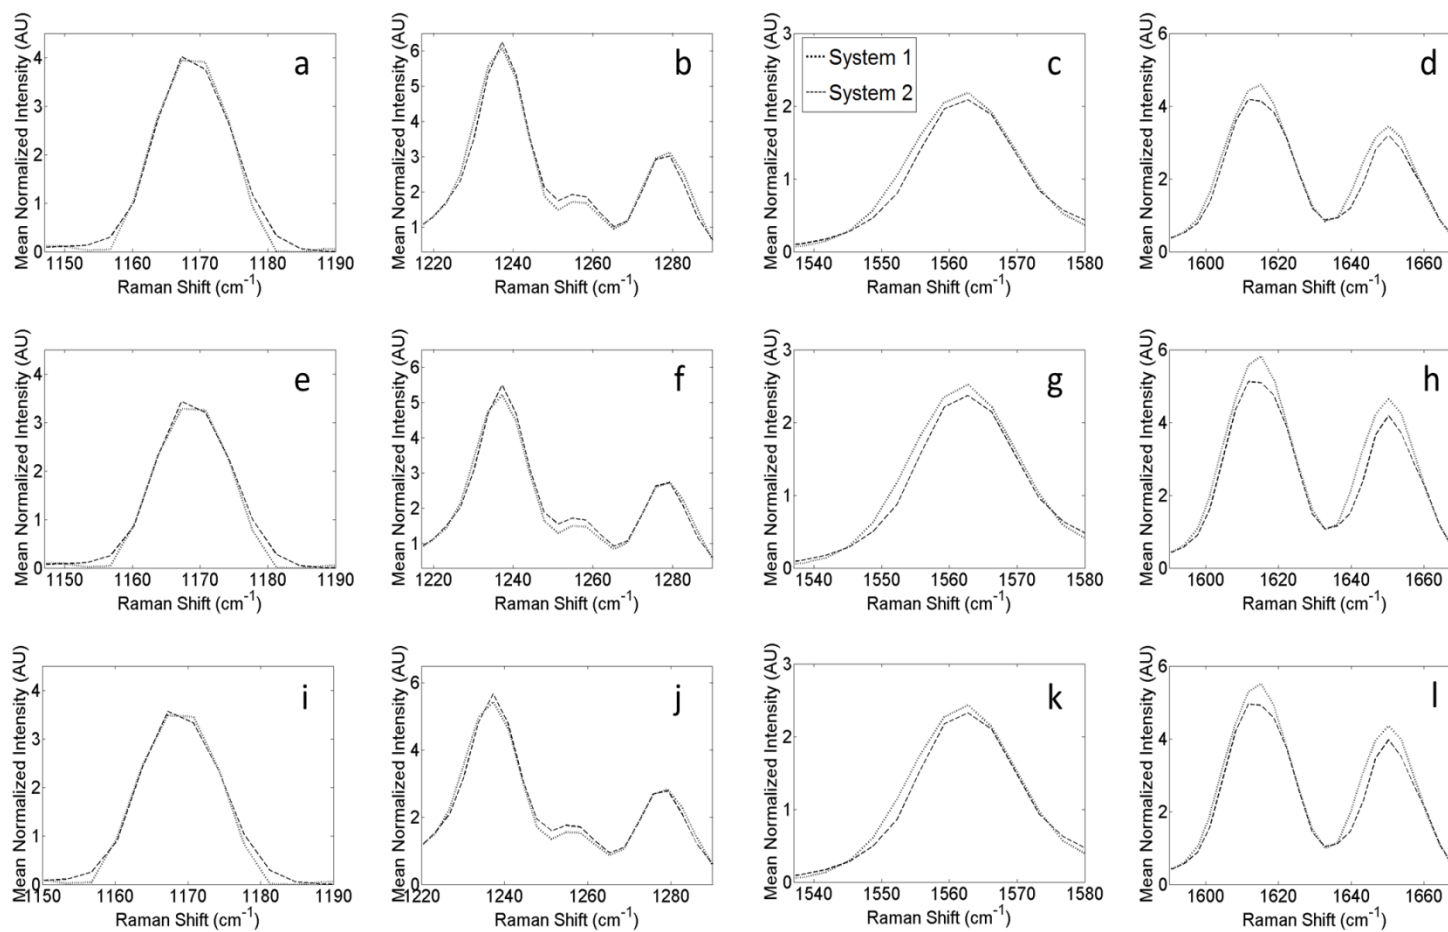 Mean Normalized Intensity (AU)
4
3
2
1
0
a
1150 1160 1170 1180 1190
Raman Shift (cm-1)
Mean Normalized Intensity (AU)
6
5
4
3
2
1
b
1220 1240 1260 1280
Raman Shift (cm-1)
Mean Normalized Intensity (AU)
3
2
1
0
System 1
System 2
c
1540 1550 1560 1570 1580
Raman Shift (cm-1)
Mean Normalized Intensity (AU)
6
4
2
0
d
1600 1620 1640 1660
Raman Shift (cm-1)
Mean Normalized Intensity (AU)
4
3
2
1
0
e
1150 1160 1170 1180 1190
Raman Shift (cm-1)
Mean Normalized Intensity (AU)
6
5
4
3
2
1
f
1220 1240 1260 1280
Raman Shift (cm-1)
Mean Normalized Intensity (AU)
3
2
1
0
g
1540 1550 1560 1570 1580
Raman Shift (cm-1)
Mean Normalized Intensity (AU)
6
4
2
0
h
1600 1620 1640 1660
Raman Shift (cm-1)
Mean Normalized Intensity (AU)
4
3
2
1
0
i
1150 1160 1170 1180 1190
Raman Shift (cm-1)
Mean Normalized Intensity (AU)
6
4
2
0
j
1220 1240 1260 1280
Raman Shift (cm-1)
Mean Normalized Intensity (AU)
3
2
1
0
k
1540 1550 1560 1570 1580
Raman Shift (cm-1)
Mean Normalized Intensity (AU)
6
4
2
0
l
1600 1620 1640 1660
Raman Shift (cm-1)